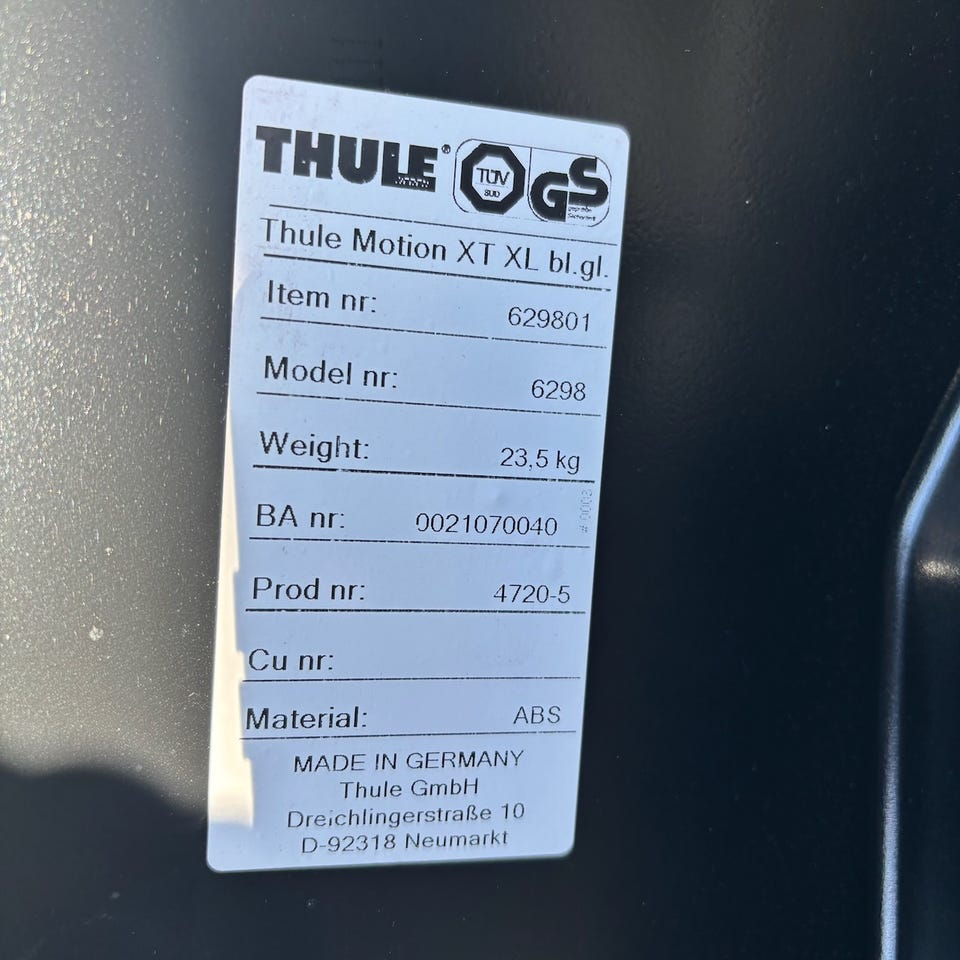 THULE®
TÜV
SÜD
GS
Thule Motion XT XL bl.gl.
Item nr: 629801
Model nr: 6298
Weight: 23,5 kg
BA nr: 0021070040
Prod nr: 4720-5
Cu nr:
Material: ABS
MADE IN GERMANY
Thule GmbH
Dreichlingerstraße 10
D-92318 Neumarkt